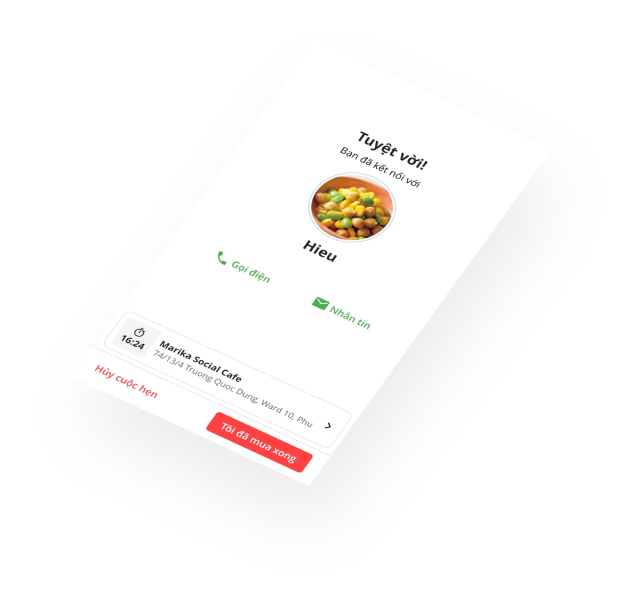 Tuyệt vời!
Bạn đã kết nối với
Hieu
Gọi điện
Nhắn tin
16:24
Marika Social Cafe
74/13/4 Truong Quoc Dung, Ward 10, Phu
Hủy cuộc hẹn
Tôi đã mua xong